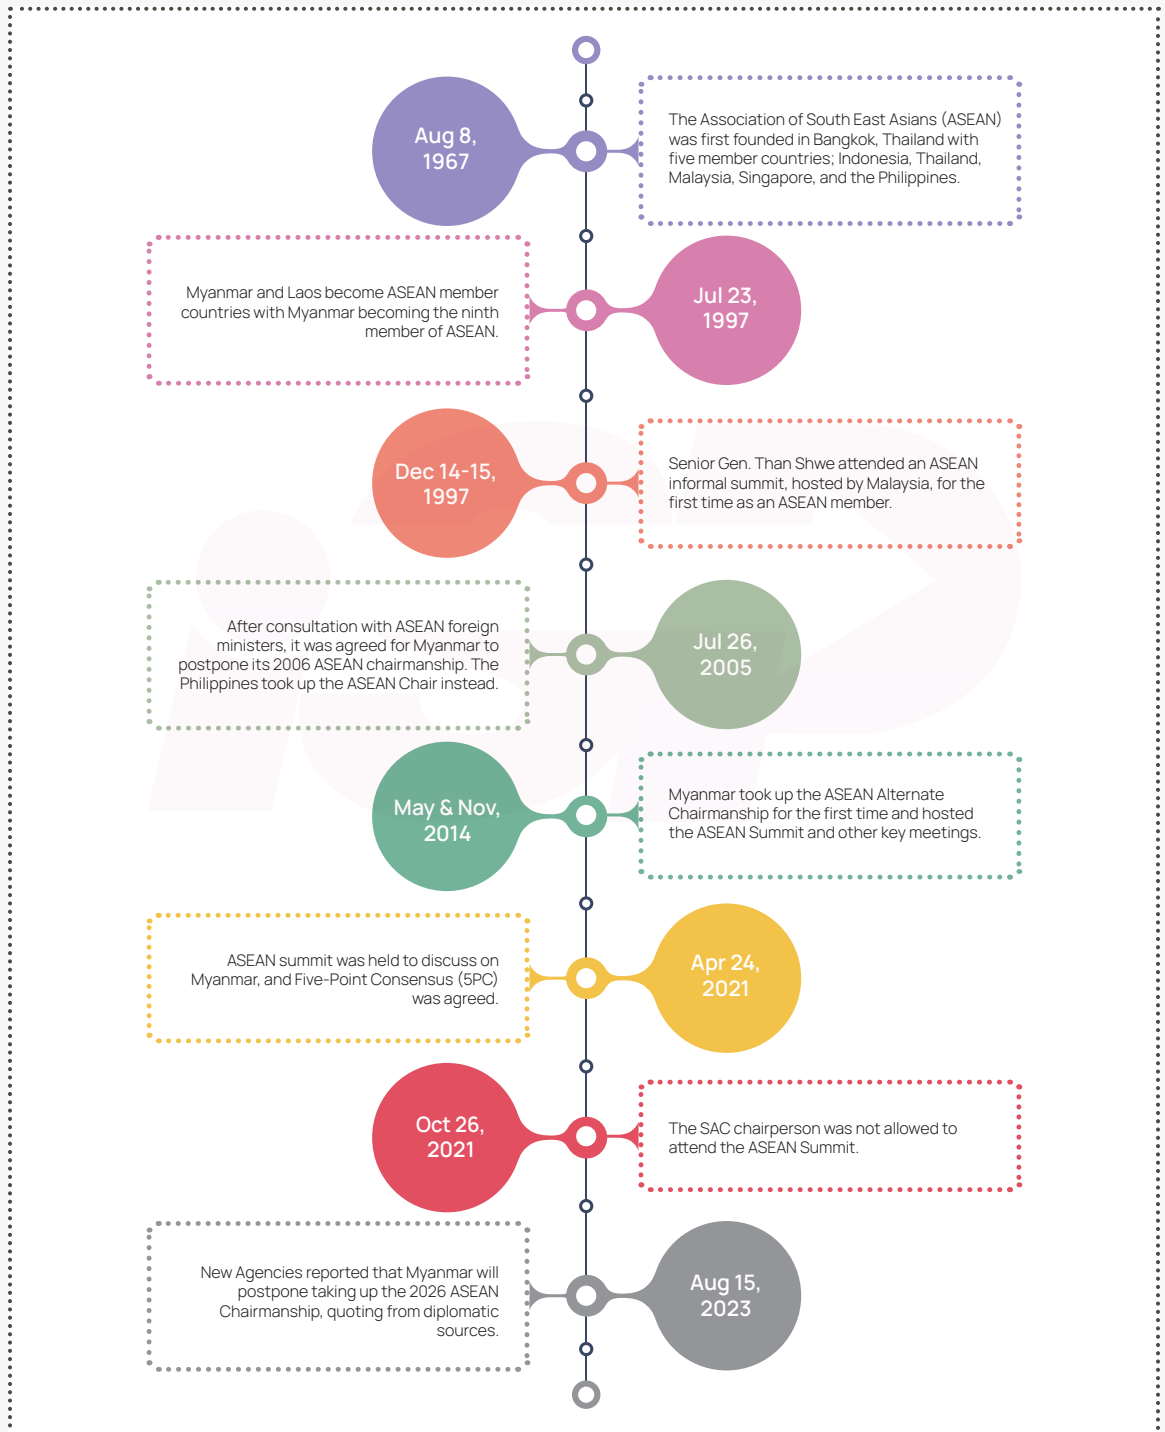 Aug 8,
1967
The Association of South East Asians (ASEAN)
was first founded in Bangkok, Thailand with
five member countries; Indonesia, Thailand,
Malaysia, Singapore, and the Philippines.
Myanmar and Laos become ASEAN member
countries with Myanmar becoming the ninth
member of ASEAN.
Jul 23,
1997
Dec 14-15,
1997
Senior Gen. Than Shwe attended an ASEAN
informal summit, hosted by Malaysia, for the
first time as an ASEAN member.
After consultation with ASEAN foreign
ministers, it was agreed for Myanmar to
postpone its 2006 ASEAN chairmanship. The
Philippines took up the ASEAN Chair instead.
Jul 26,
2005
May & Nov,
2014
Myanmar took up the ASEAN Alternate
Chairmanship for the first time and hosted
the ASEAN Summit and other key meetings.
ASEAN summit was held to discuss on
Myanmar, and Five-Point Consensus (5PC)
was agreed.
Apr 24,
2021
Oct 26,
2021
The SAC chairperson was not allowed to
attend the ASEAN Summit.
New Agencies reported that Myanmar will
postpone taking up the 2026 ASEAN
Chairmanship, quoting from diplomatic
sources.
Aug 15,
2023